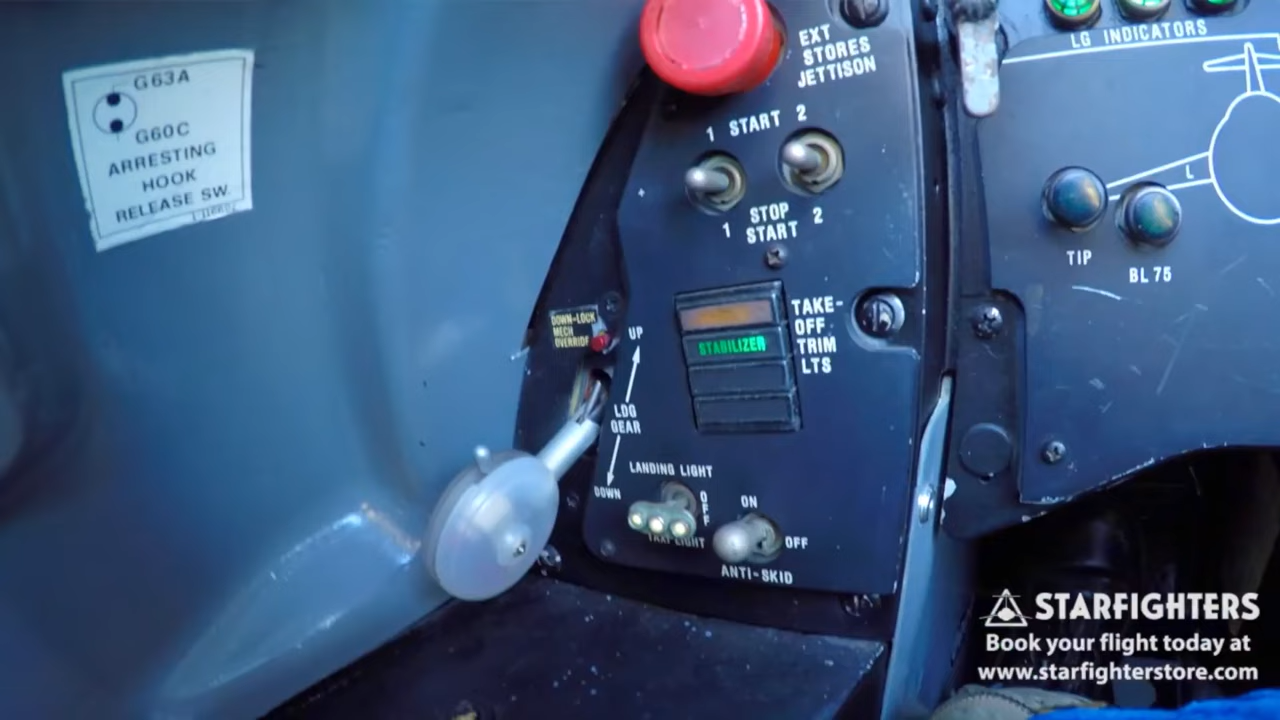 G63A
G60C
ARRESTING
HOOK
RELEASE SW.
EXT
STORES
JETTISON
1 START 2
STOP
1 START 2
DOWN-LOCK
MECH
OVERRIDE
UP
LDG
GEAR
DOWN
STABILIZER
TAKE-
OFF
TRIM
LTS
LANDING LIGHT
OFF
TAXI LIGHT
ON
OFF
ANTI-SKID
LG INDICATORS
L
TIP
BL 75
STARFIGHTERS
Book your flight today at
www.starfighterstore.com